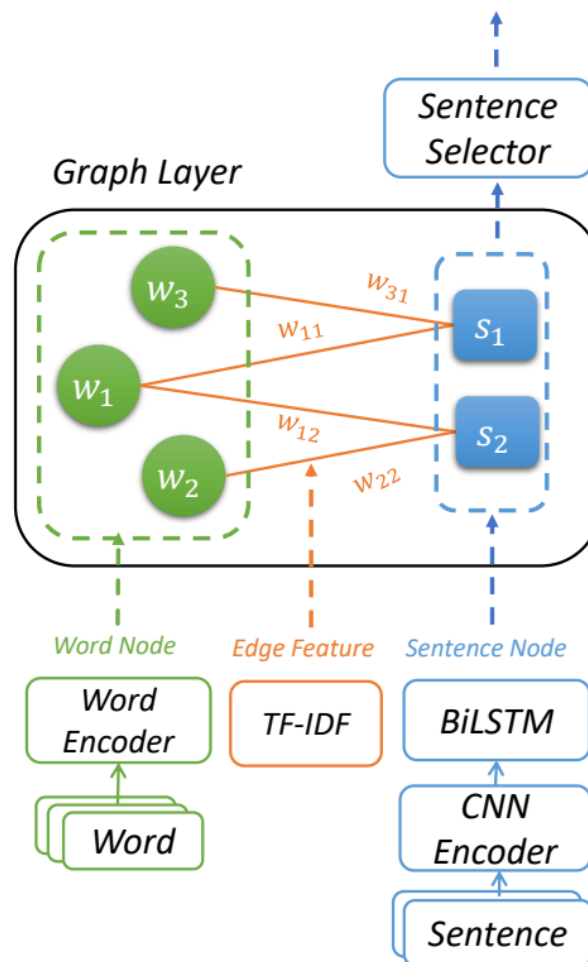 Sentence
Selector
Graph Layer
w₃
w₃₁
w₁₁
s₁
w₁
w₁₂
s₂
w₂
w₂₂
Word Node
Edge Feature
Sentence Node
Word
Encoder
TF-IDF
BiLSTM
CNN
Encoder
Word
Sentence